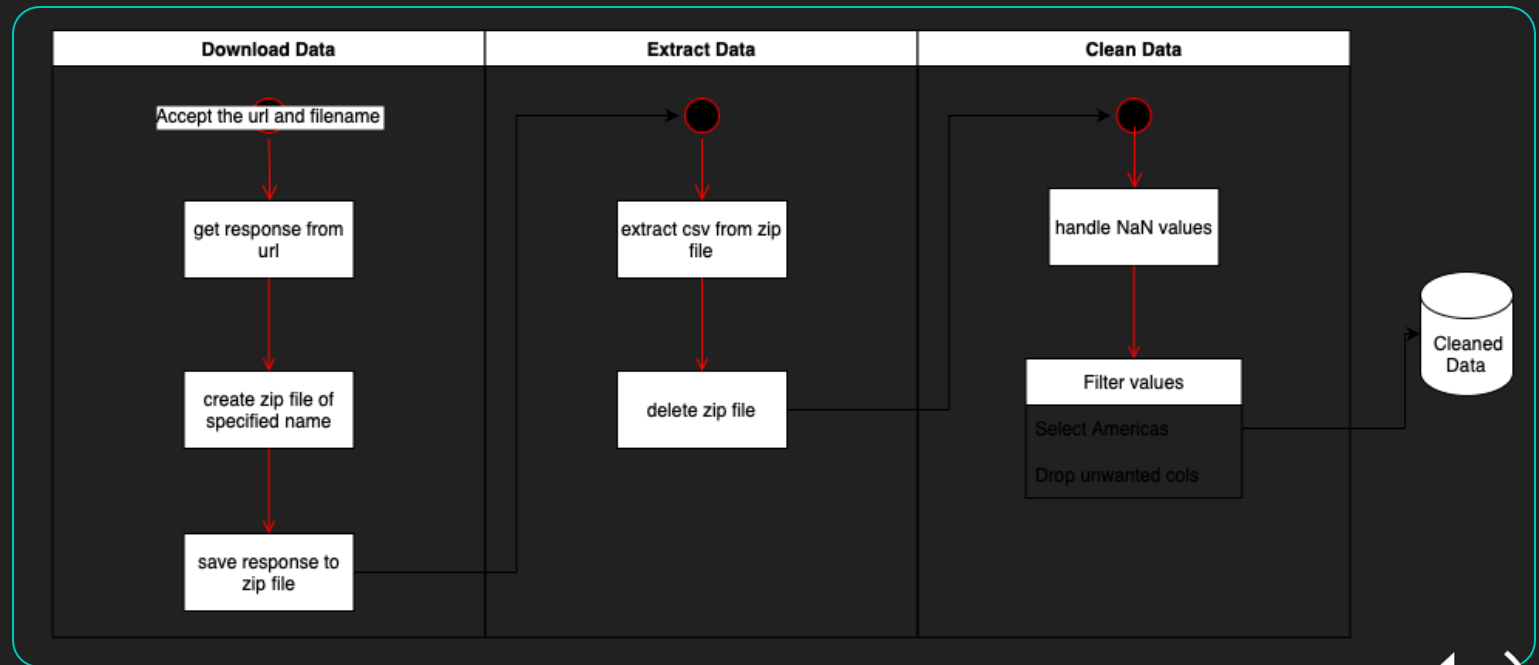 Download Data
Extract Data
Clean Data
Accept the url and filename
get response from
url
create zip file of
specified name
save response to
zip file
extract csv from zip
file
delete zip file
handle NaN values
Filter values
Select Americas
Drop unwanted cols
Cleaned
Data